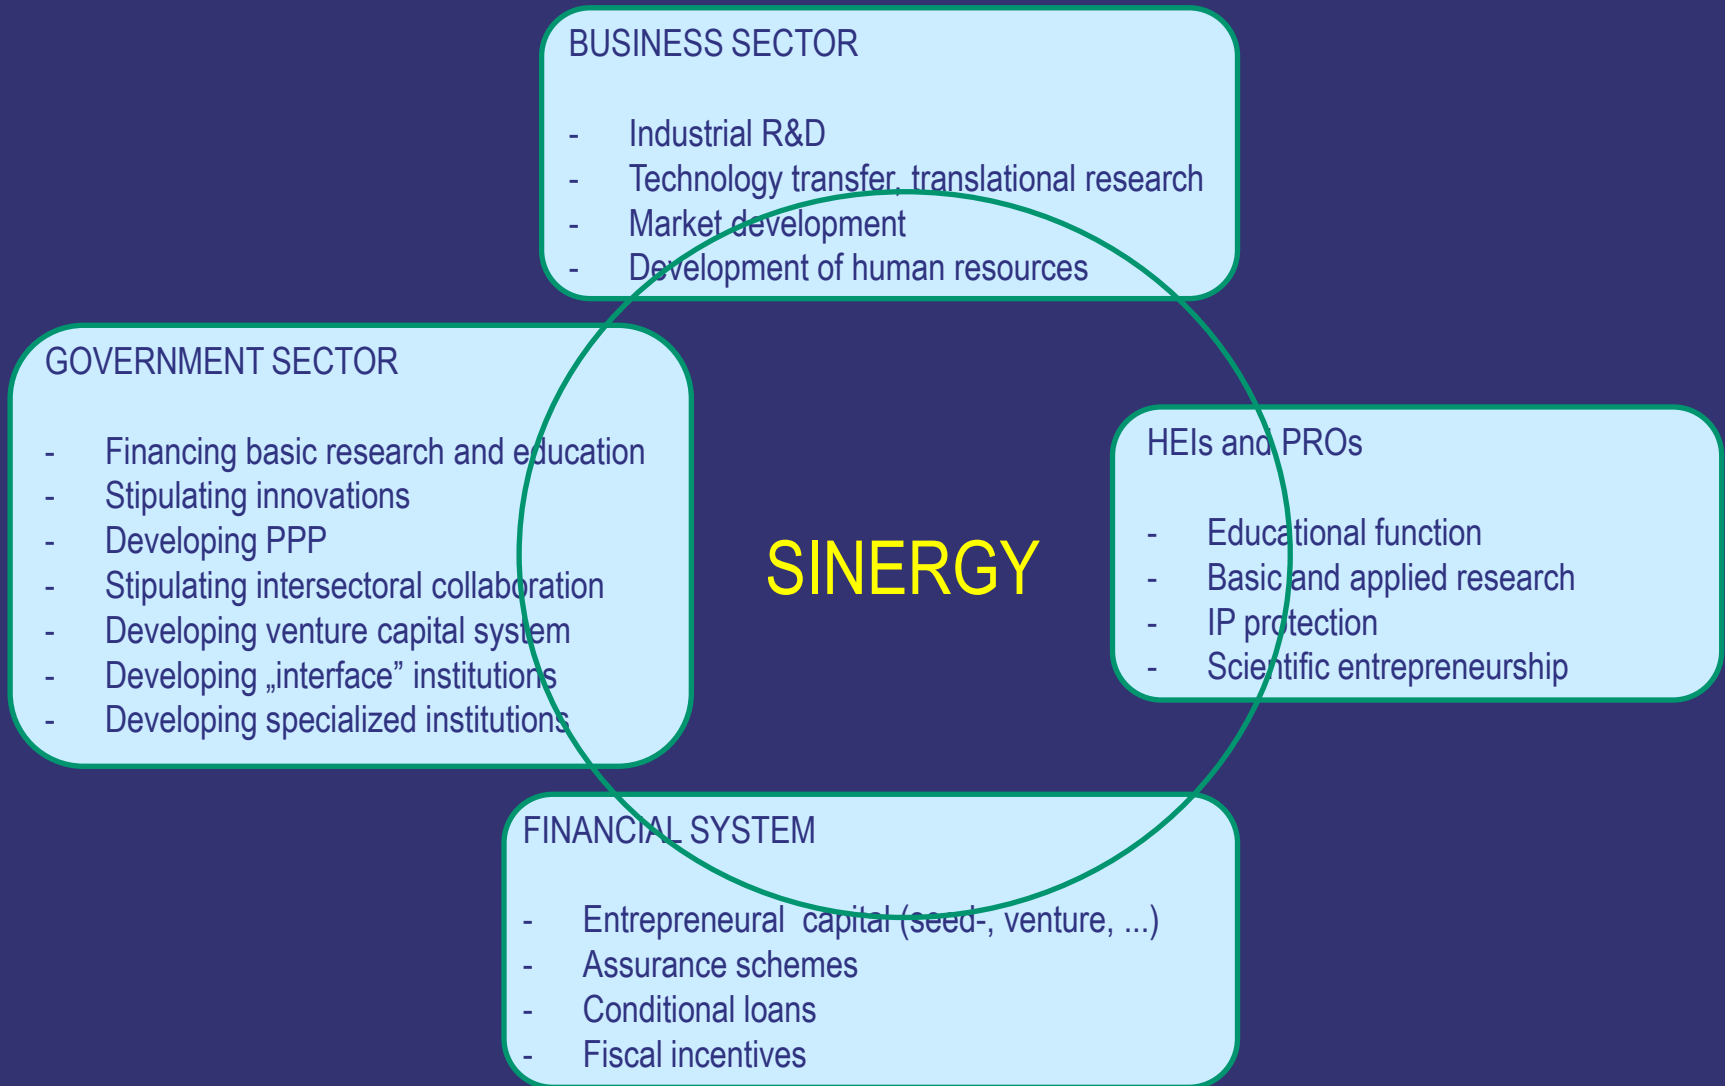 BUSINESS SECTOR
- Industrial R&D
- Technology transfer, translational research
- Market development
- Development of human resources
GOVERNMENT SECTOR
- Financing basic research and education
- Stipulating innovations
- Developing PPP
- Stipulating intersectoral collaboration
- Developing venture capital system
- Developing „interface” institutions
- Developing specialized institutions
SINERGY
HEIs and PROs
- Educational function
- Basic and applied research
- IP protection
- Scientific entrepreneurship
FINANCIAL SYSTEM
- Entrepreneural capital (seed-, venture, ...)
- Assurance schemes
- Conditional loans
- Fiscal incentives